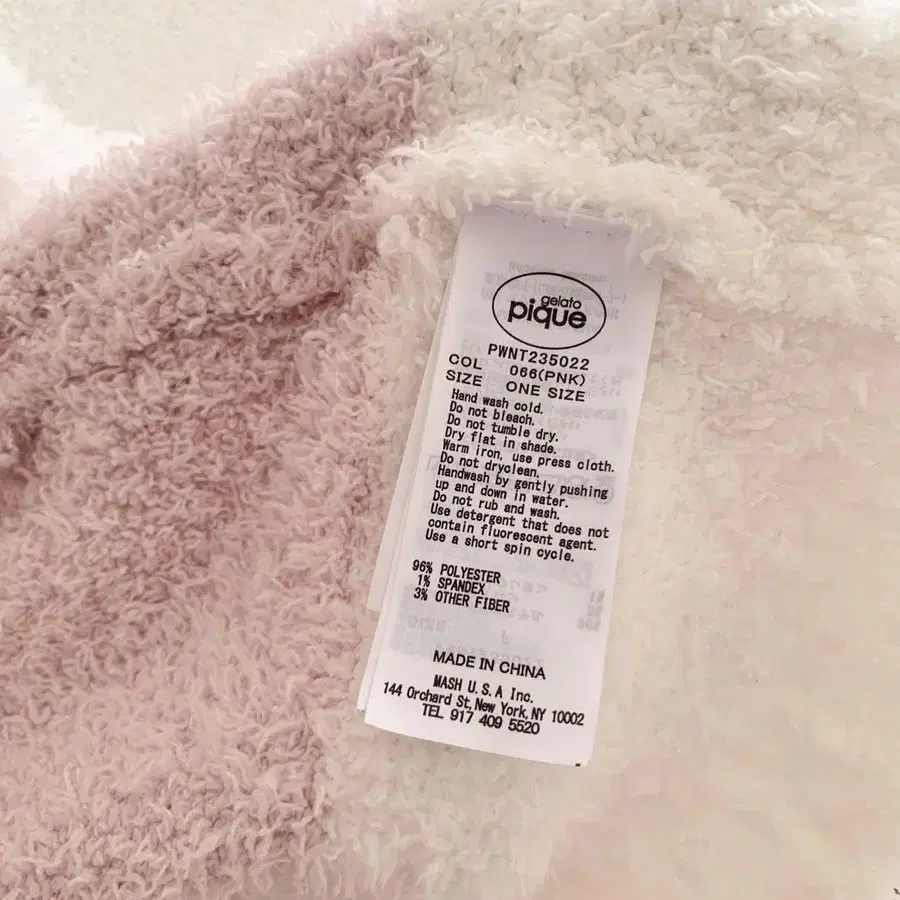 gelato
pique
PWNT235022
COL 066(PNK)
SIZE ONE SIZE
Hand wash cold.
Do not bleach.
Do not tumble dry.
Dry flat in shade.
Warm iron, use press cloth.
Do not dryclean.
Handwash by gently pushing
up and down in water.
Do not rub and wash.
Use detergent that does not
contain fluorescent agent.
Use a short spin cycle.
96% POLYESTER
1% SPANDEX
3% OTHER FIBER
MADE IN CHINA
MASH U.S.A Inc.
144 Orchard St,New York,NY 10002
TEL 917 409 5520